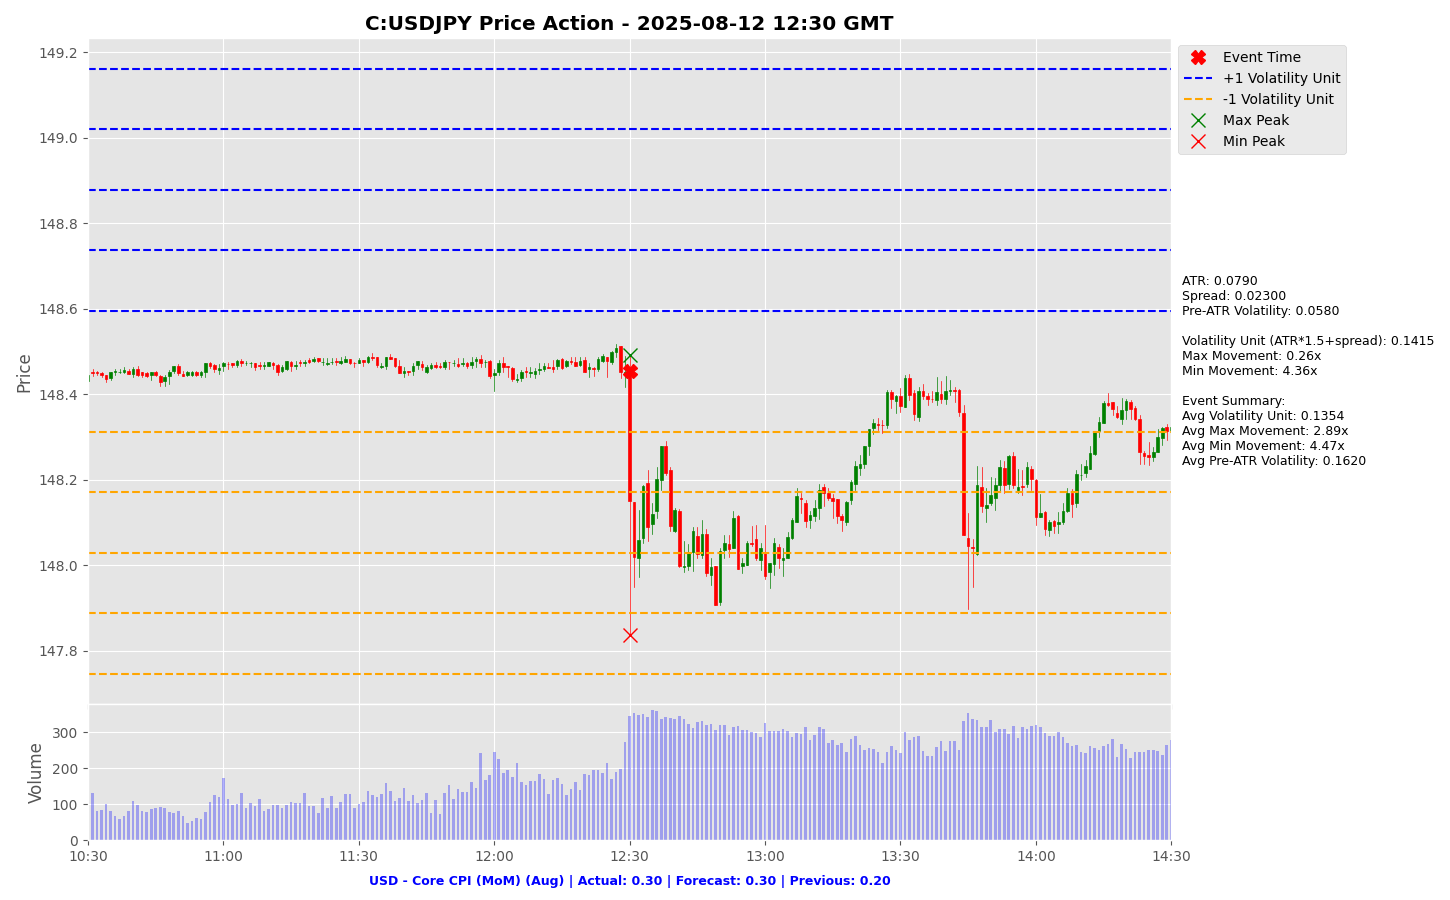 C:USDJPY Price Action - 2025-08-12 12:30 GMT
149.2
149.0
148.8
148.6
148.4
148.2
148.0
147.8
Price
Event Time
+1 Volatility Unit
-1 Volatility Unit
Max Peak
Min Peak
ATR: 0.0790
Spread: 0.02300
Pre-ATR Volatility: 0.0580
Volatility Unit (ATR*1.5+spread): 0.1415
Max Movement: 0.26x
Min Movement: 4.36x
Event Summary:
Avg Volatility Unit: 0.1354
Avg Max Movement: 2.89x
Avg Min Movement: 4.47x
Avg Pre-ATR Volatility: 0.1620
300
200
100
0
Volume
10:30 11:00 11:30 12:00 12:30 13:00 13:30 14:00 14:30
USD - Core CPI (MoM) (Aug) | Actual: 0.30 | Forecast: 0.30 | Previous: 0.20